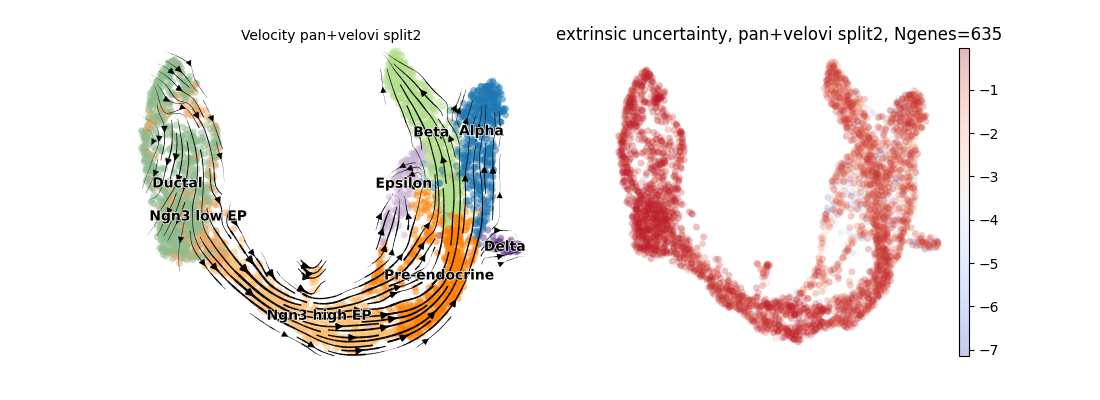 Velocity pan+velovi split2
Beta
Alpha
Epsilon
Ductal
Ngn3 low EP
Delta
Pre-endocrine
Ngn3 high EP
extrinsic uncertainty, pan+velovi split2, Ngenes=635
−1
−2
−3
−4
−5
−6
−7